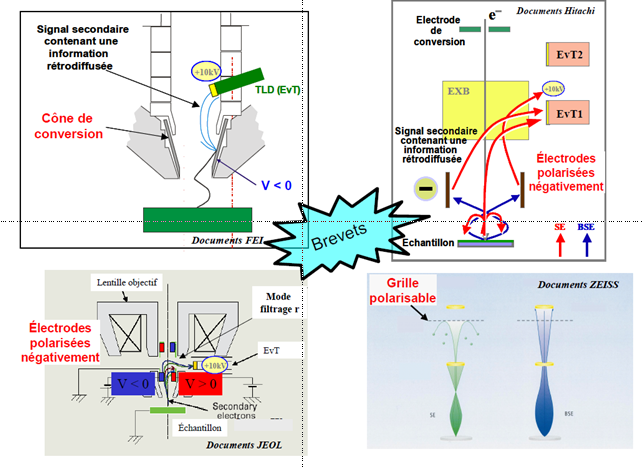 Signal secondaire
contenant une
information
rétrodiffusée
+10kV
TLD (EvT)
Cône de
conversion
V < 0
Documents FEI
Documents Hitachi
Electrode
de
conversion
e–
EvT2
EXB
+10kV
EvT1
Signal secondaire
contenant une
information
rétrodiffusée
Électrodes
polarisées
négativement
–
Echantillon
SE
BSE
Brevets
Lentille objectif
Électrodes
polarisées
négativement
Mode
filtrage r
EvT
+10kV
V < 0
V > 0
Secondary
electrons
Échantillon
Documents JEOL
Grille
polarisable
Documents ZEISS
SE
BSE